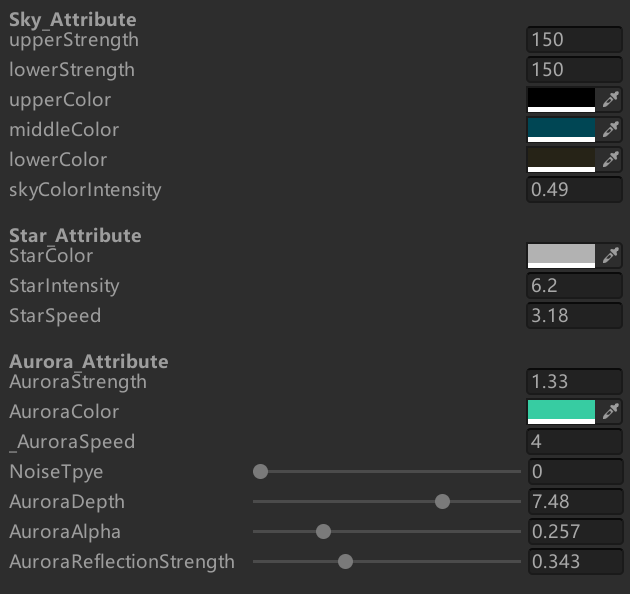 Sky_Attribute
upperStrength 150
lowerStrength 150
upperColor
middleColor
lowerColor
skyColorIntensity 0.49
Star_Attribute
StarColor
StarIntensity 6.2
StarSpeed 3.18
Aurora_Attribute
AuroraStrength 1.33
AuroraColor
_AuroraSpeed 4
NoiseTpye 0
AuroraDepth 7.48
AuroraAlpha 0.257
AuroraReflectionStrength 0.343